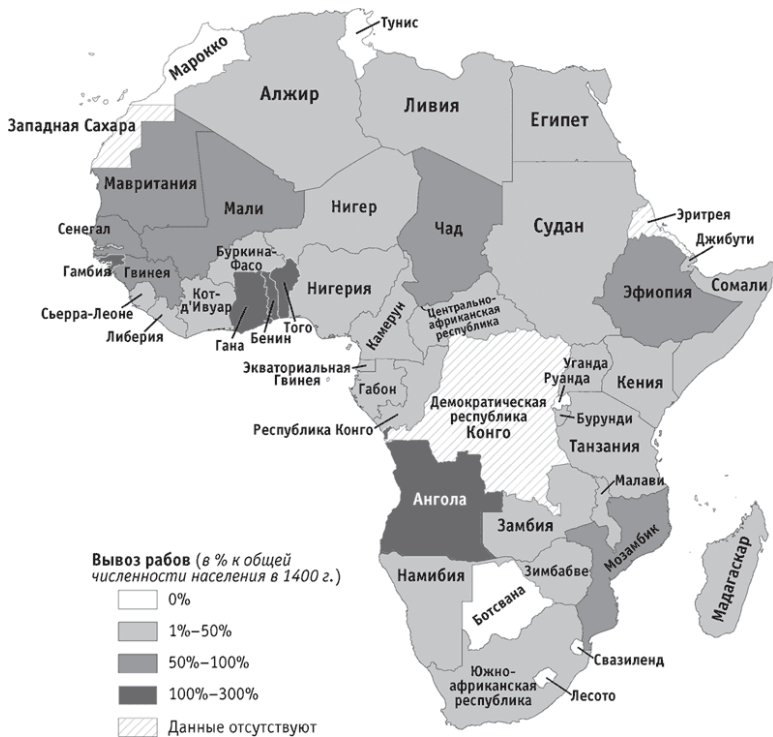 Тунис
Марокко
Алжир
Ливия
Египет
Западная Сахара
Мавритания
Мали
Нигер
Чад
Судан
Эритрея
Сенегал
Джибути
Гамбия
Гвинея
Буркина-
Фасо
Нигерия
Эфиопия
Сомали
Кот-
д'Ивуар
Сьерра-Леоне
Либерия
Гана
Бенин
Того
Камерун
Центрально-
африканская
республика
Экваториальная
Гвинея
Габон
Уганда
Руанда
Кения
Демократическая
республика
Конго
Республика Конго
Бурунди
Танзания
Малави
Ангола
Замбия
Мозамбик
Мадагаскар
Намибия
Зимбабве
Ботсвана
Свазиленд
Южно-
африканская
республика
Лесото
Вывоз рабов (в % к общей
численности населения в 1400 г.)
0%
1%–50%
50%–100%
100%–300%
Данные отсутствуют